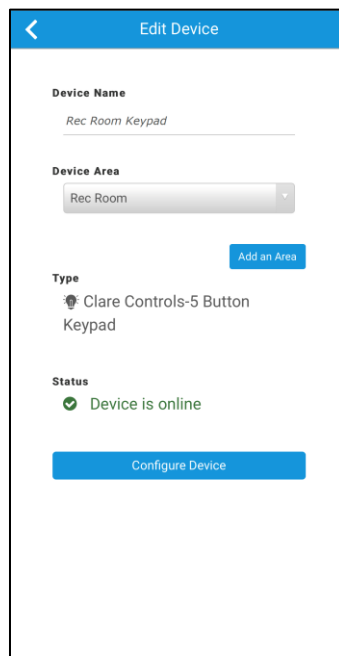 Edit Device
Device Name
Rec Room Keypad
Device Area
Rec Room
Add an Area
Type
Clare Controls-5 Button
Keypad
Status
Device is online
Configure Device